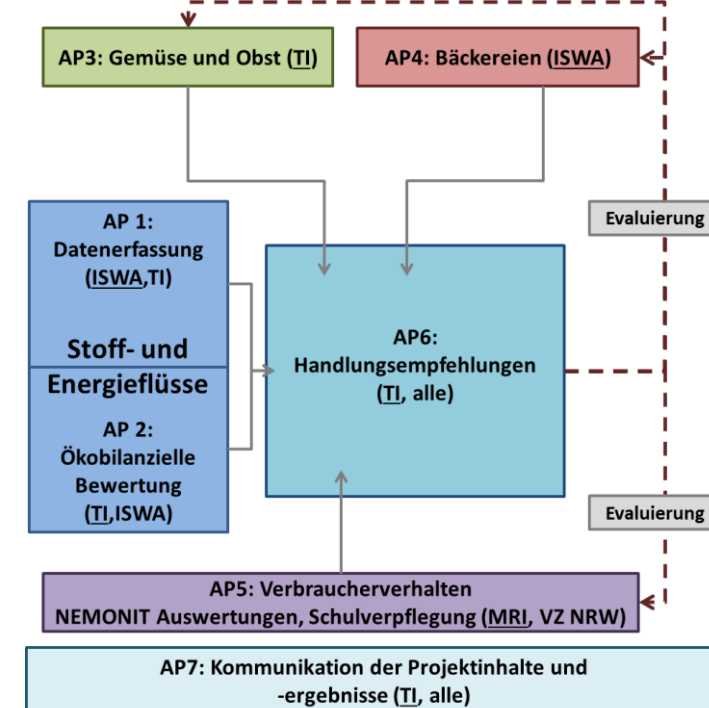 AP3: Gemüse und Obst (TI)
AP4: Bäckereien (ISWA)
AP 1:
Datenerfassung
(ISWA,TI)
Stoff- und
Energieflüsse
AP 2:
Ökobilanzielle
Bewertung
(TI,ISWA)
AP6:
Handlungsempfehlungen
(TI, alle)
Evaluierung
Evaluierung
AP5: Verbraucherverhalten
NEMONIT Auswertungen, Schulverpflegung (MRI, VZ NRW)
AP7: Kommunikation der Projektinhalte und
-ergebnisse (TI, alle)